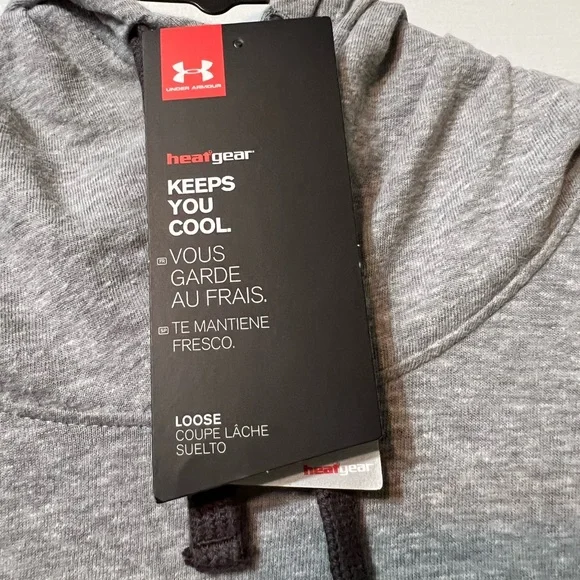 UNDER ARMOUR
heatgear
KEEPS
YOU
COOL.
FR VOUS
GARDE
AU FRAIS.
SP TE MANTIENE
FRESCO.
LOOSE
COUPE LÂCHE
SUELTO
heatgear